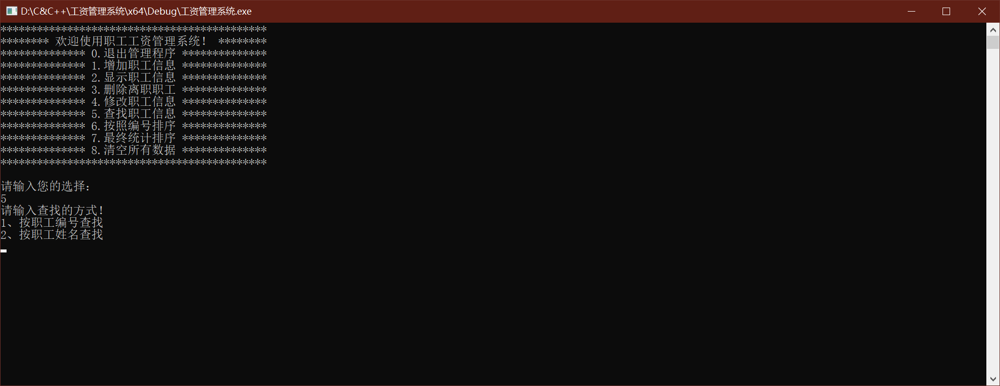 D:\C&C++\工资管理系统\x64\Debug\工资管理系统.exe
********************************************
******** 欢迎使用职工工资管理系统！ ********
************** 0.退出管理程序 **************
************** 1.增加职工信息 **************
************** 2.显示职工信息 **************
************** 3.删除离职职工 **************
************** 4.修改职工信息 **************
************** 5.查找职工信息 **************
************** 6.按照编号排序 **************
************** 7.最终统计排序 **************
************** 8.清空所有数据 **************
********************************************
请输入您的选择：
5
请输入查找的方式！
1、按职工编号查找
2、按职工姓名查找